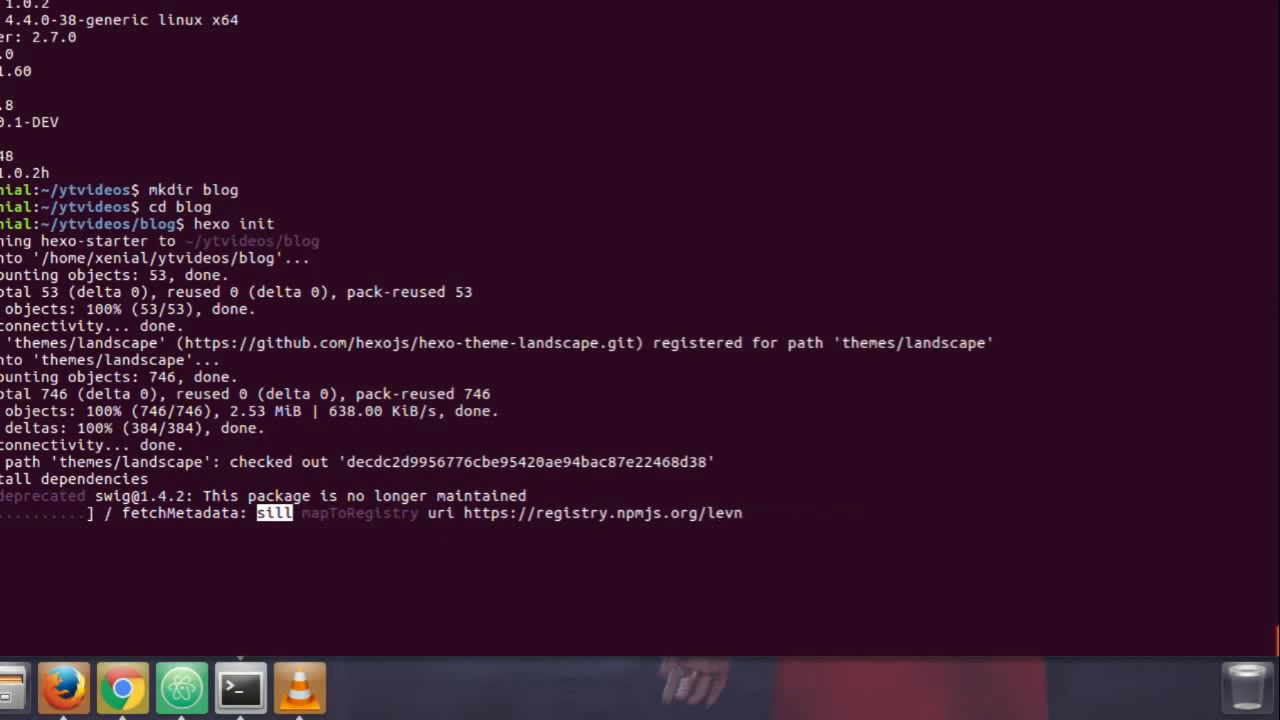 1.0.2
4.4.0-38-generic linux x64
er: 2.7.0
.0
1.60
.8
0.1-DEV
48
1.0.2h
nial:~/ytvideos$ mkdir blog
nial:~/ytvideos$ cd blog
nial:~/ytvideos/blog$ hexo init
ning hexo-starter to ~/ytvideos/blog
nto '/home/xenial/ytvideos/blog'...
ounting objects: 53, done.
otal 53 (delta 0), reused 0 (delta 0), pack-reused 53
objects: 100% (53/53), done.
connectivity... done.
'themes/landscape' (https://github.com/hexojs/hexo-theme-landscape.git) registered for path 'themes/landscape'
nto 'themes/landscape'...
ounting objects: 746, done.
otal 746 (delta 0), reused 0 (delta 0), pack-reused 746
objects: 100% (746/746), 2.53 MiB | 638.00 KiB/s, done.
deltas: 100% (384/384), done.
connectivity... done.
path 'themes/landscape': checked out 'decdc2d9956776cbe95420ae94bac87e22468d38'
tall dependencies
deprecated swig@1.4.2: This package is no longer maintained
..........] / fetchMetadata: sill mapToRegistry uri https://registry.npmjs.org/levn